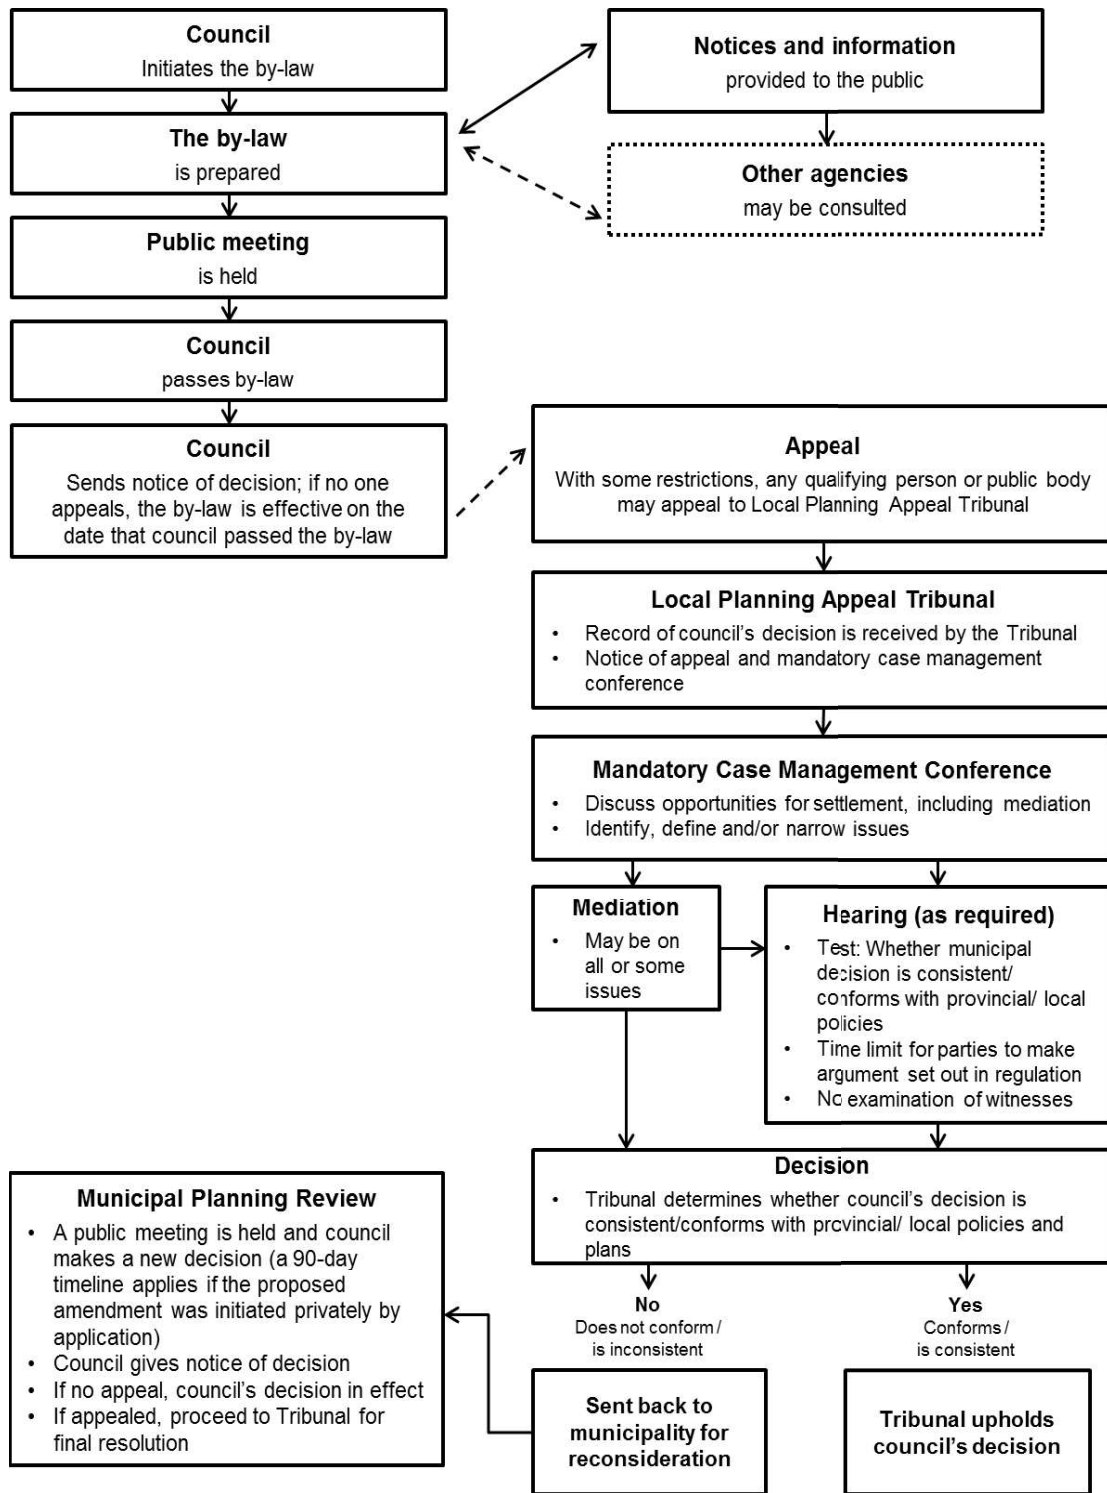 Council
Initiates the by-law
The by-law
is prepared
Public meeting
is held
Council
passes by-law
Council
Sends notice of decision; if no one
appeals, the by-law is effective on the
date that council passed the by-law
Notices and information
provided to the public
Other agencies
may be consulted
Appeal
With some restrictions, any qualifying person or public body
may appeal to Local Planning Appeal Tribunal
Local Planning Appeal Tribunal
• Record of council’s decision is received by the Tribunal
• Notice of appeal and mandatory case management
conference
Mandatory Case Management Conference
• Discuss opportunities for settlement, including mediation
• Identify, define and/or narrow issues
Mediation
• May be on
all or some
issues
Hearing (as required)
• Test: Whether municipal
decision is consistent/
conforms with provincial/ local
policies
• Time limit for parties to make
argument set out in regulation
• No examination of witnesses
Decision
• Tribunal determines whether council’s decision is
consistent/conforms with provincial/ local policies and
plans
No
Does not conform /
is inconsistent
Yes
Conforms /
is consistent
Sent back to
municipality for
reconsideration
Tribunal upholds
council’s decision
Municipal Planning Review
• A public meeting is held and council
makes a new decision (a 90-day
timeline applies if the proposed
amendment was initiated privately by
application)
• Council gives notice of decision
• If no appeal, council’s decision in effect
• If appealed, proceed to Tribunal for
final resolution